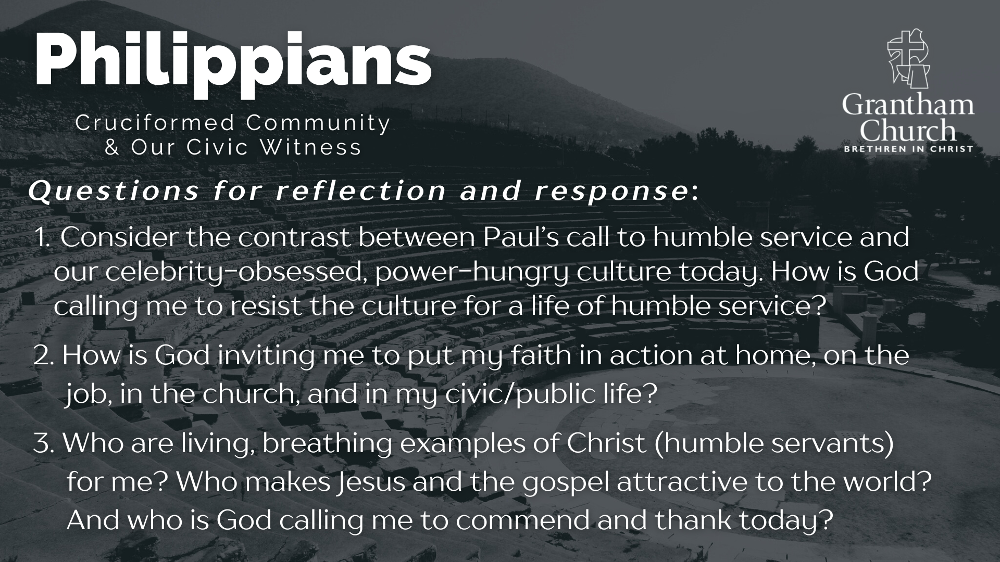 Philippians
Cruciformed Community
& Our Civic Witness
Grantham
Church
BRETHREN IN CHRIST
Questions for reflection and response:
1. Consider the contrast between Paul’s call to humble service and
our celebrity-obsessed, power-hungry culture today. How is God
calling me to resist the culture for a life of humble service?
2. How is God inviting me to put my faith in action at home, on the
job, in the church, and in my civic/public life?
3. Who are living, breathing examples of Christ (humble servants)
for me? Who makes Jesus and the gospel attractive to the world?
And who is God calling me to commend and thank today?